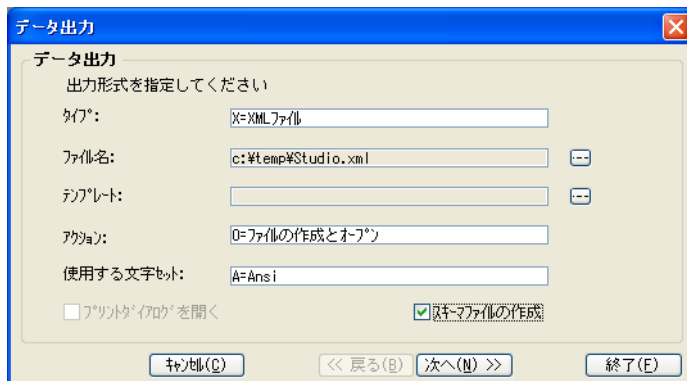 データ出力
データ出力
出力形式を指定してください
ﾀｲﾌﾟ: X=XMLﾌｧｲﾙ
ﾌｧｲﾙ名: c:¥temp¥Studio.xml
ﾃﾝﾌﾟﾚｰﾄ:
ｱｸｼｮﾝ: O=ﾌｧｲﾙの作成とｵｰﾌﾟﾝ
使用する文字ｾｯﾄ: A=Ansi
ﾌﾟﾘﾝﾄﾀﾞｲｱﾛｸﾞを開く ｽｷｰﾏﾌｧｲﾙの作成
ｷｬﾝｾﾙ(C) << 戻る(B) 次へ(N) >> 終了(F)